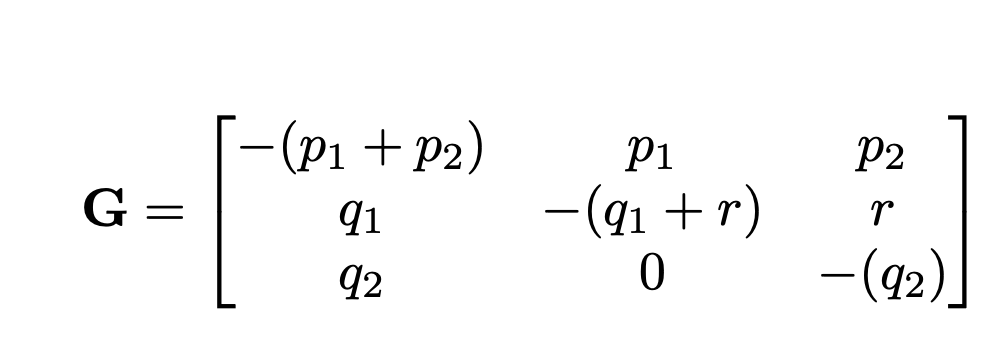 G = [ −(p₁ + p₂) p₁ p₂
q₁ −(q₁ + r) r
q₂ 0 −(q₂) ]